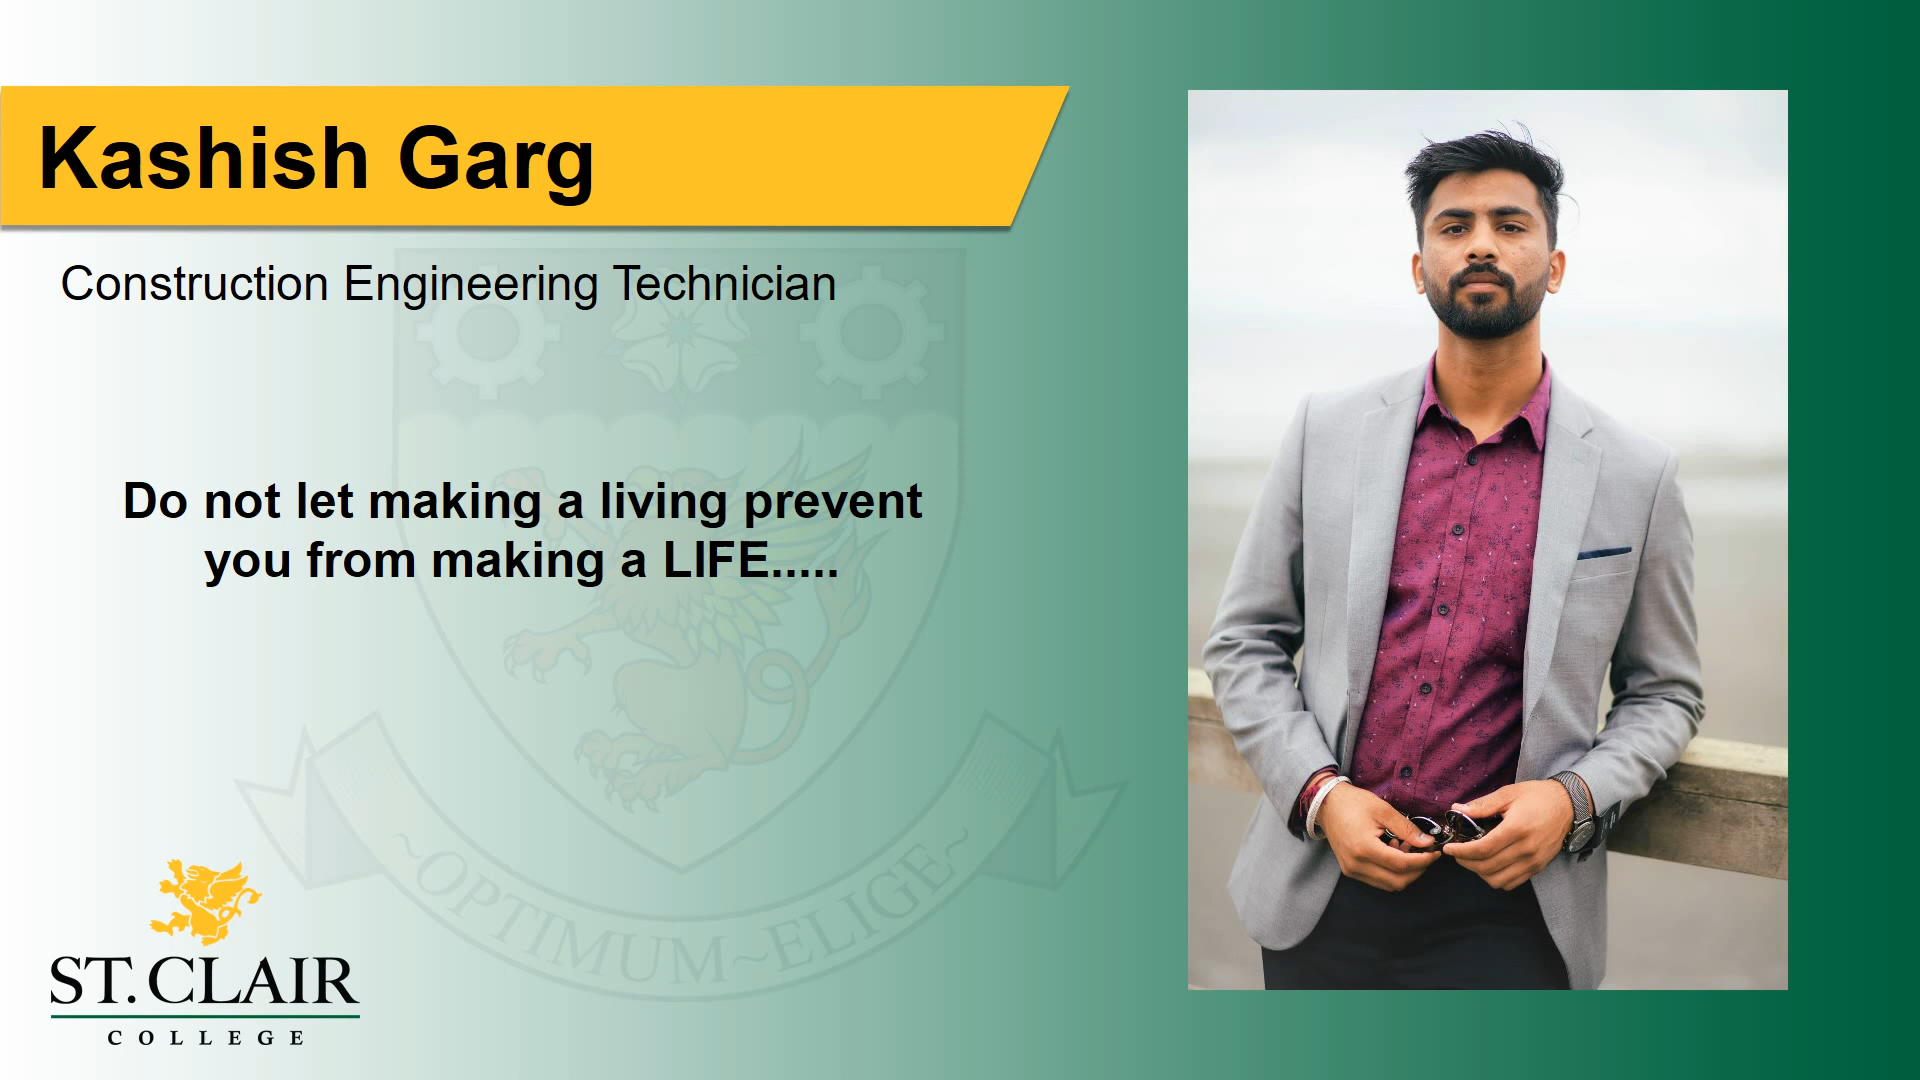 Kashish Garg
Construction Engineering Technician
Do not let making a living prevent
you from making a LIFE.....
~OPTIMUM~ELIGE~
ST. CLAIR
COLLEGE